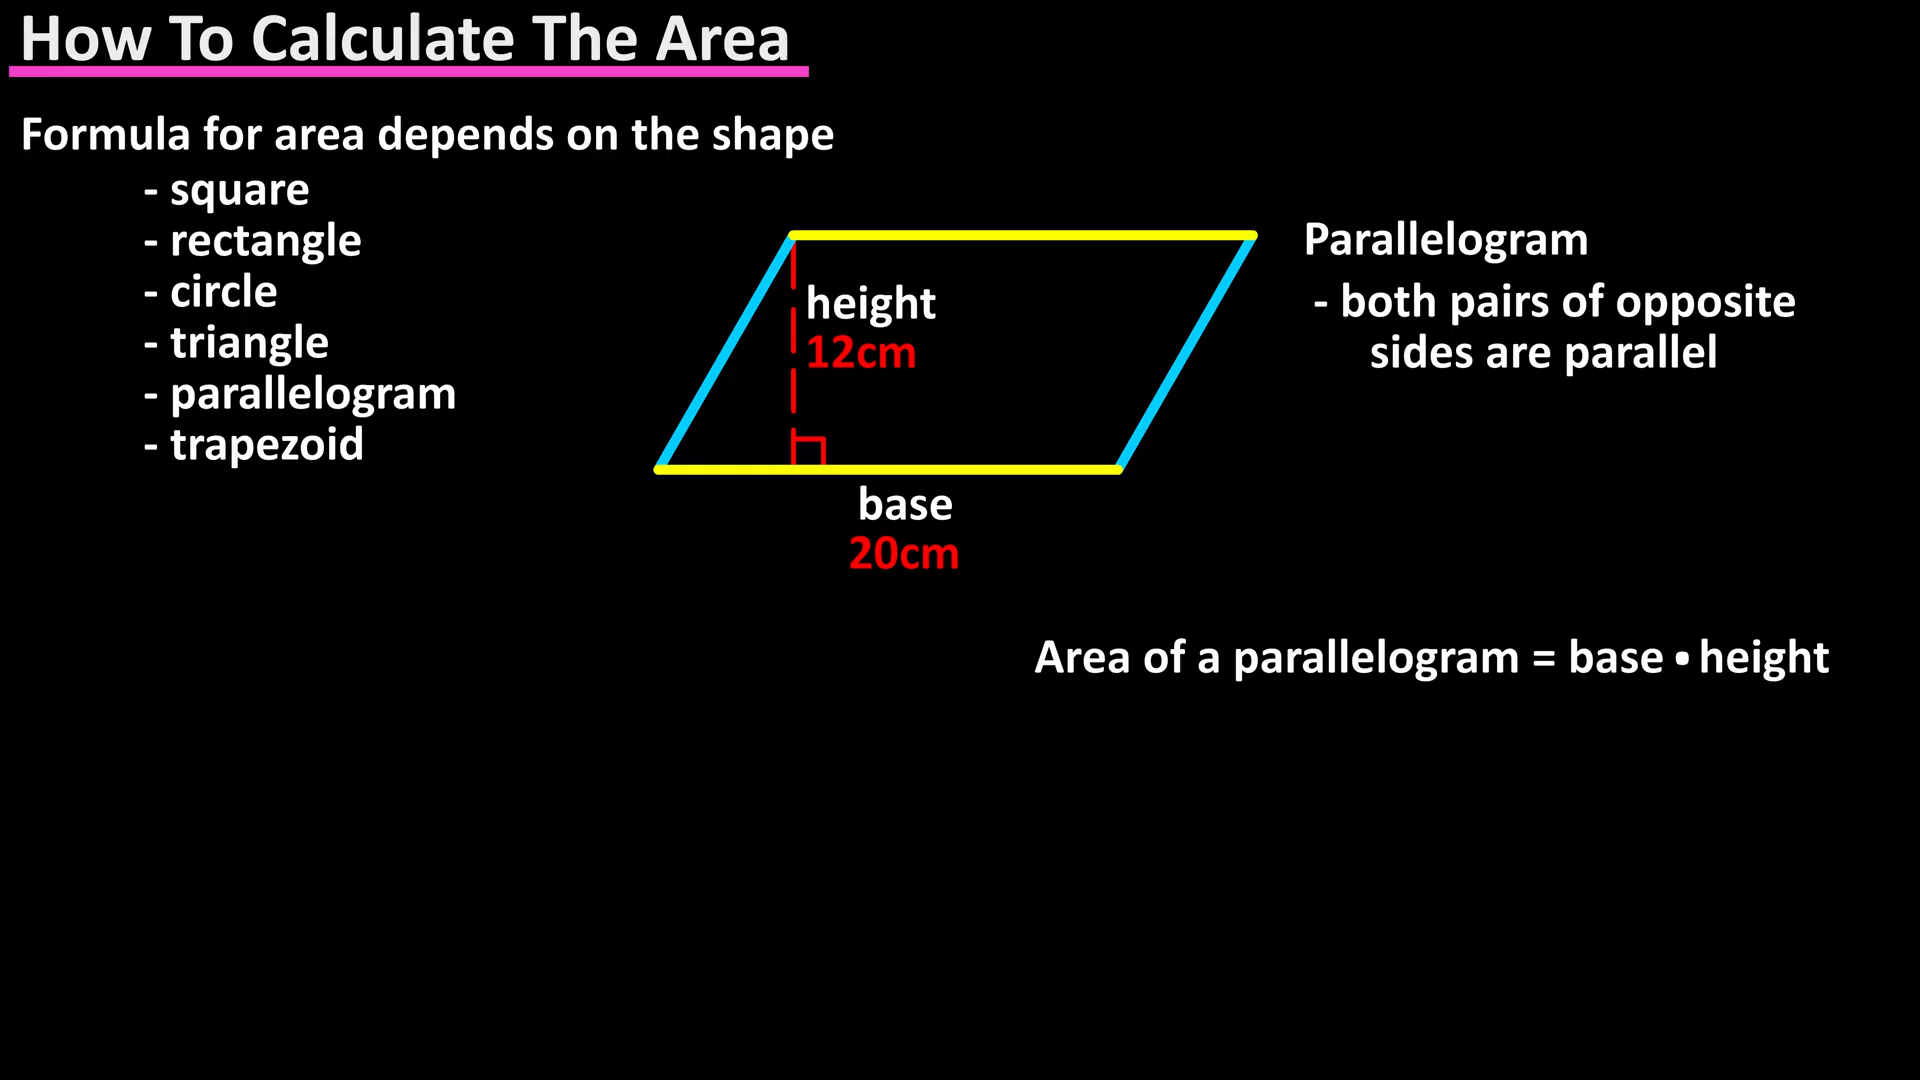 How To Calculate The Area
Formula for area depends on the shape
- square
- rectangle
- circle
- triangle
- parallelogram
- trapezoid
height
12cm
base
20cm
Parallelogram
- both pairs of opposite
sides are parallel
Area of a parallelogram = base • height